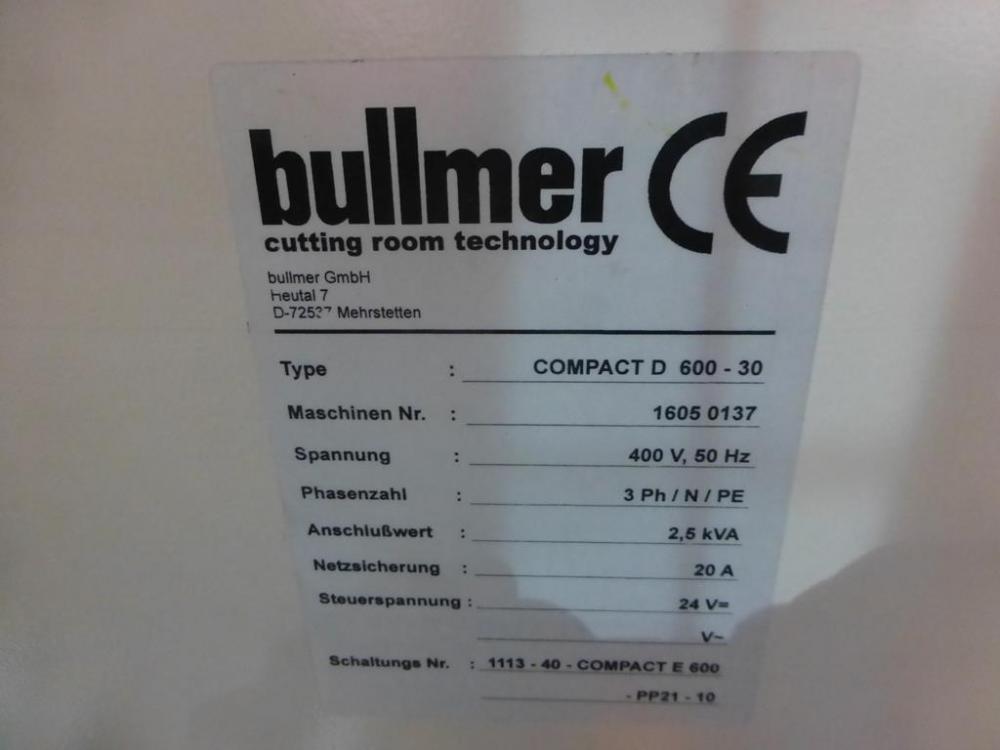 bullmer CE
cutting room technology
bullmer GmbH
Heutal 7
Mehrstetten
Type : COMPACT D 600 - 30
Maschinen Nr. : 1605 0137
Spannung : 400 V, 50 Hz
Phasenzahl : 3 Ph / N / PE
Anschlußwert : 2,5 kVA
Netzsicherung : 20 A
Steuerspannung : 24 V=
V~
Schaltungs Nr. : 1113 - 40 - COMPACT E 600
- PP21 - 10